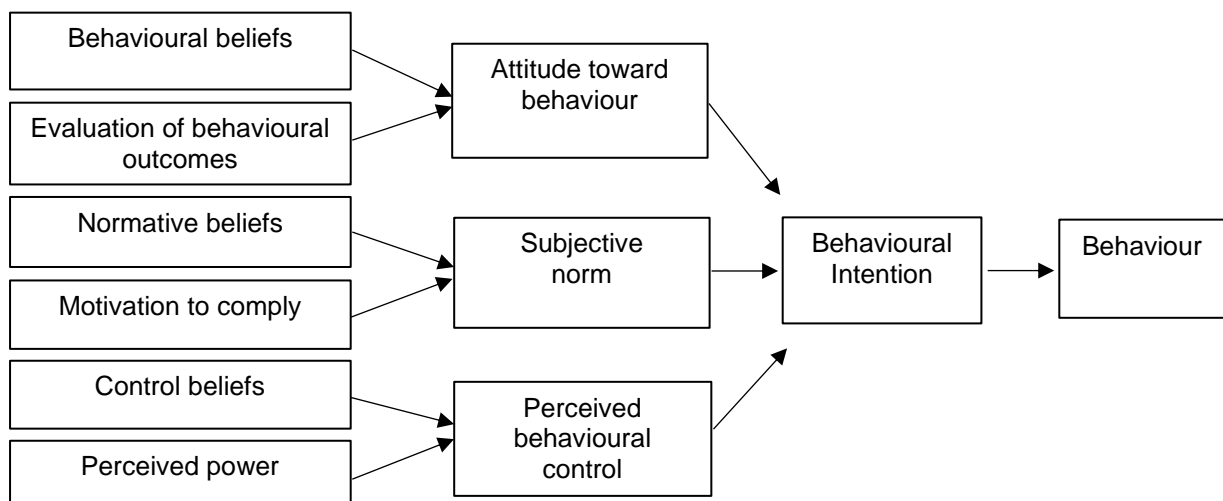 Behavioural beliefs
Evaluation of behavioural
outcomes
Normative beliefs
Motivation to comply
Control beliefs
Perceived power
Attitude toward
behaviour
Subjective
norm
Perceived
behavioural
control
Behavioural
Intention
Behaviour